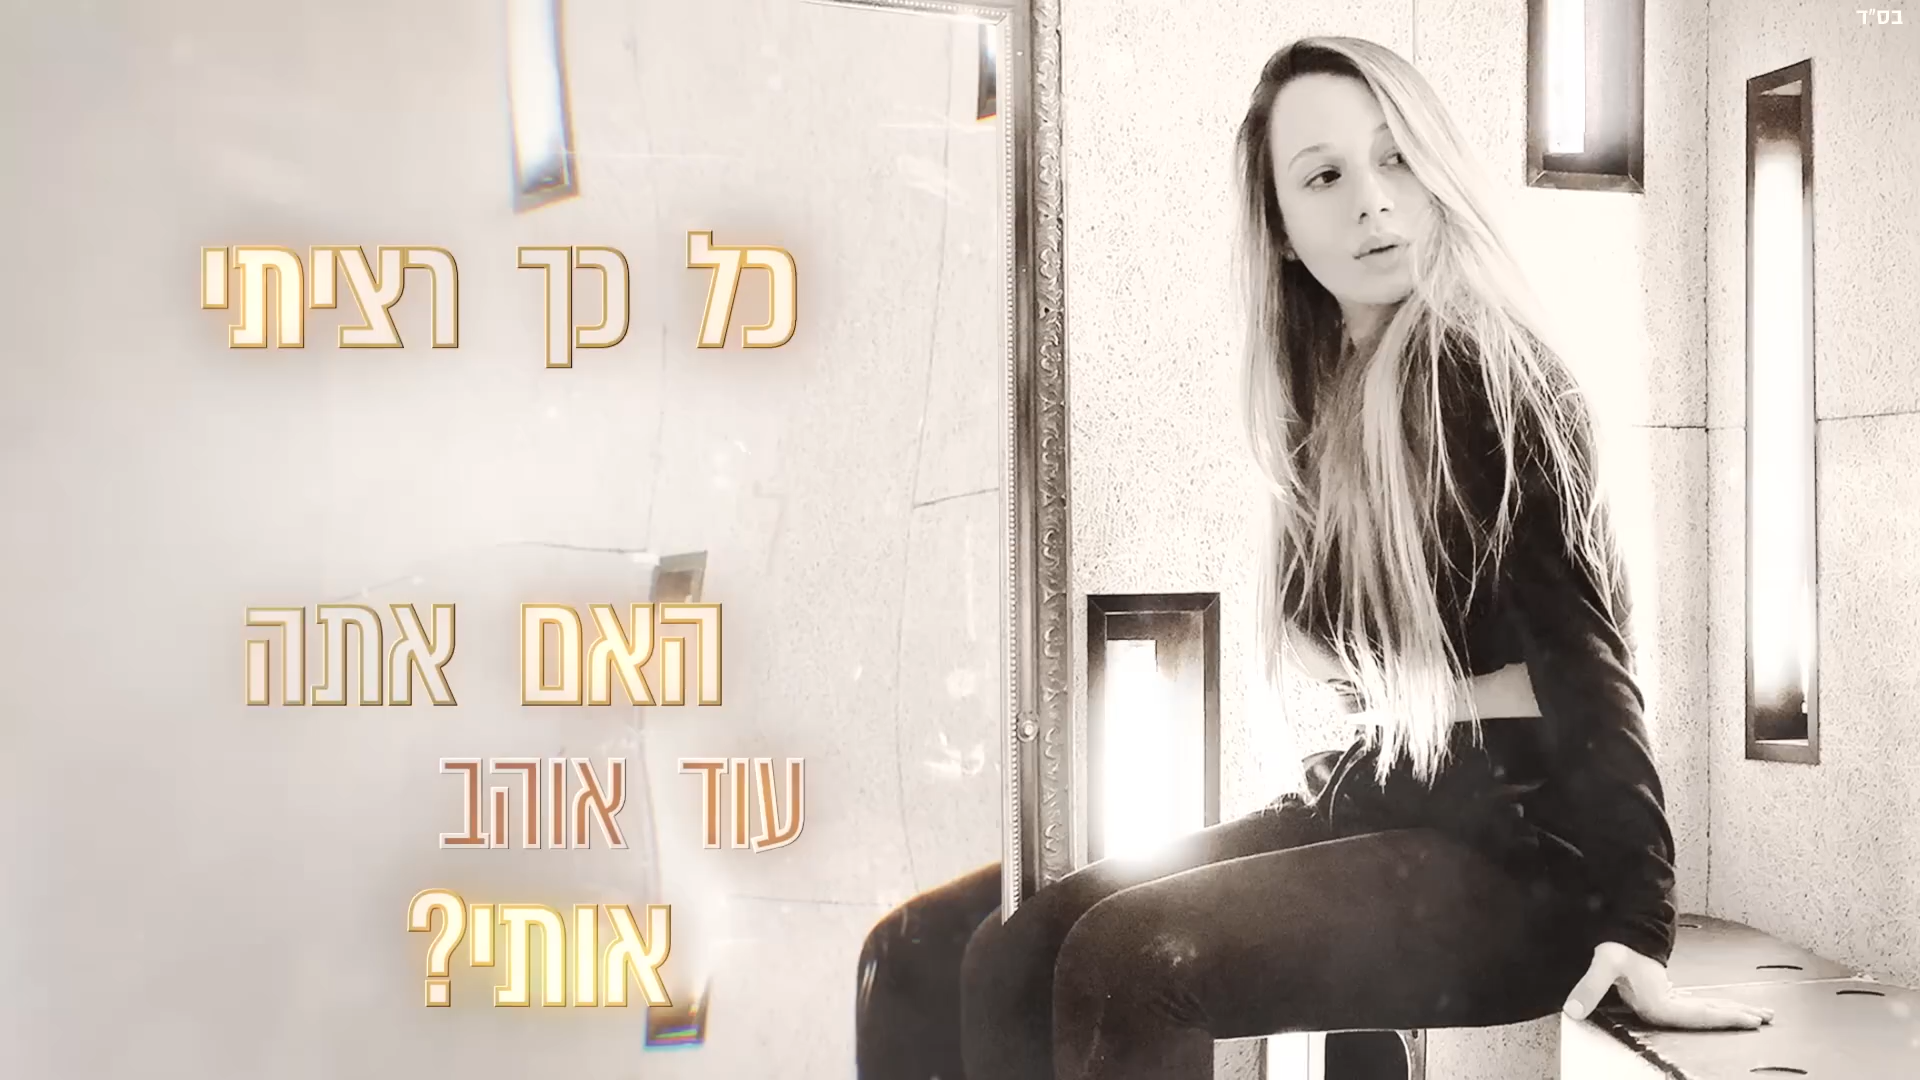 בס"ד
כל כך רציתי
האם אתה
עוד אוהב
אותי?